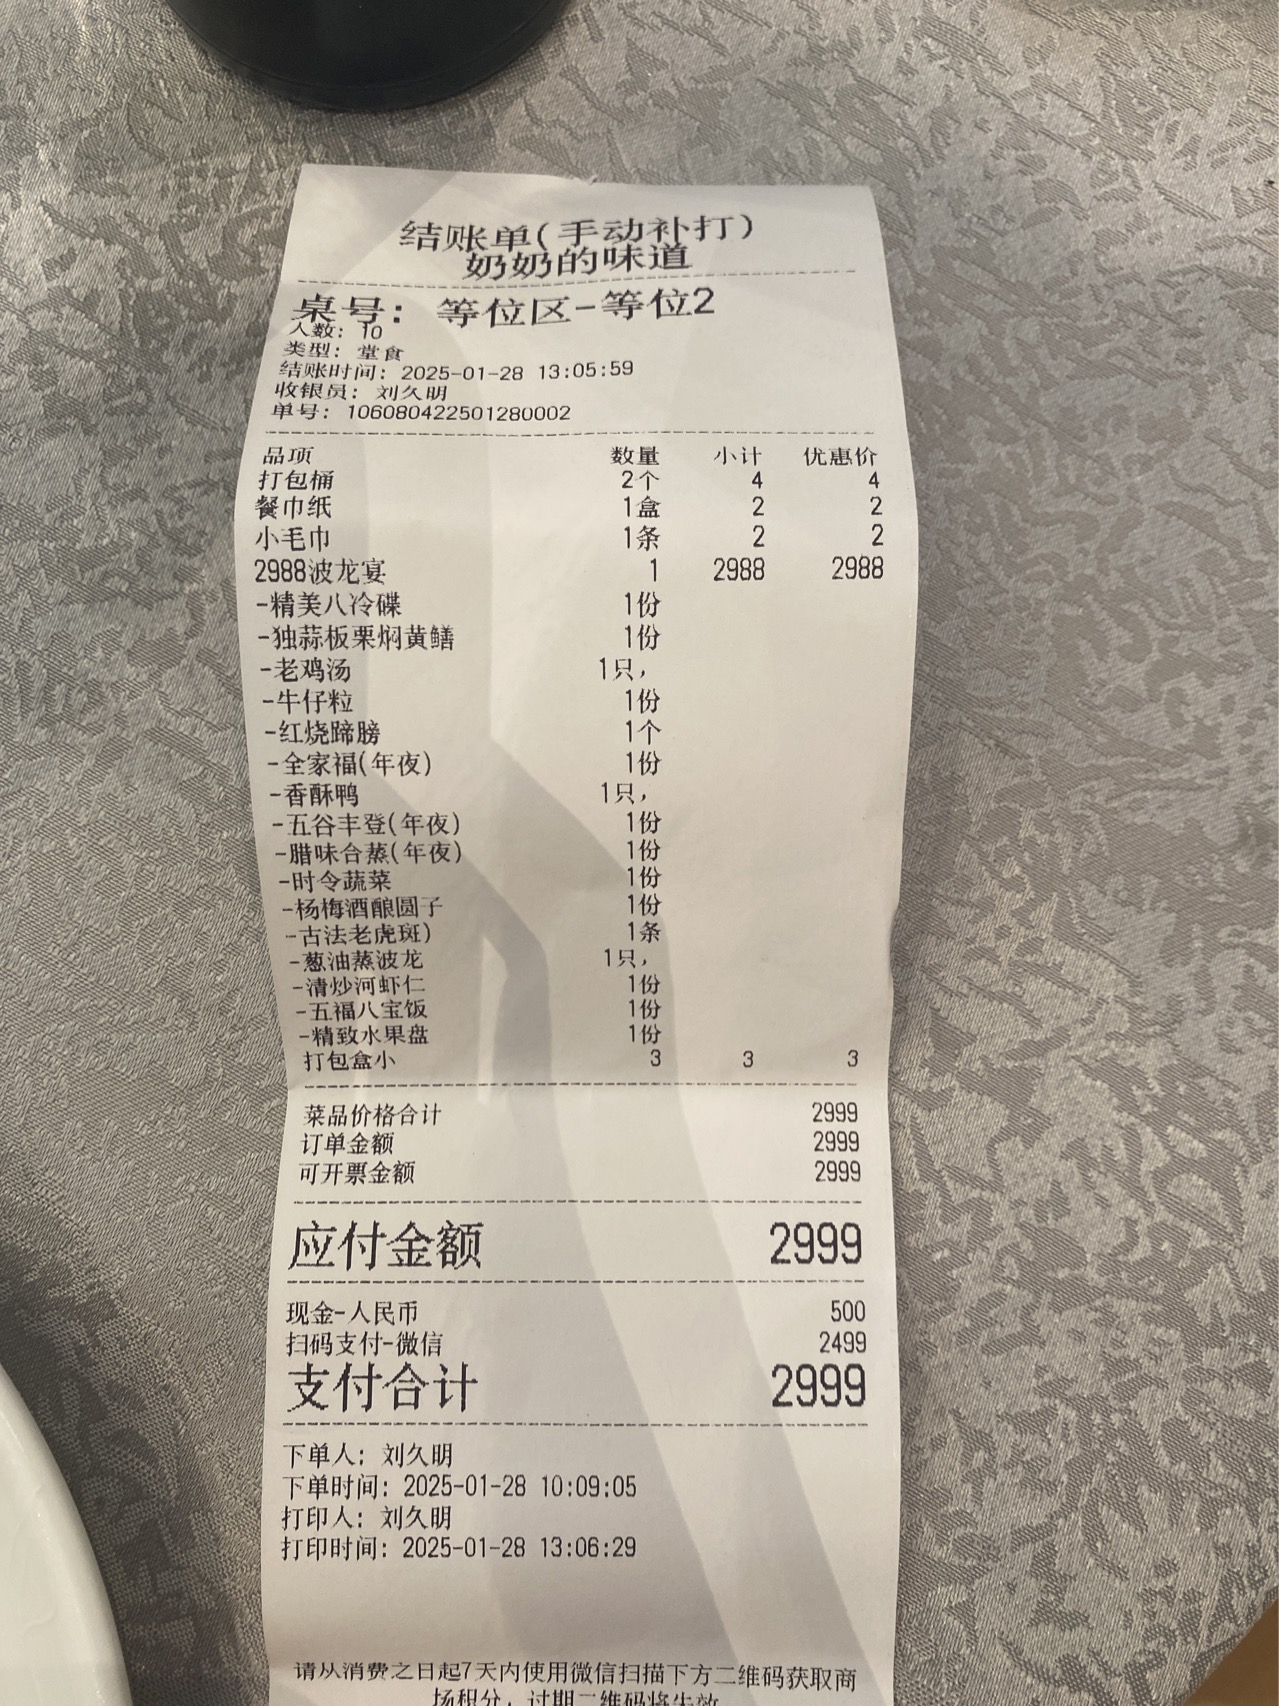 结账单(手动补打)
奶奶的味道
桌号: 等位区-等位2
人数: 10
类型: 堂食
结账时间: 2025-01-28 13:05:59
收银员: 刘久明
单号: 106080422501280002
品项 数量 小计 优惠价
打包桶 2个 4 4
餐巾纸 1盒 2 2
小毛巾 1条 2 2
2988波龙宴 1 2988 2988
-精美八冷碟 1份
-独蒜板栗焖黄鳝 1份
-老鸡汤 1只,
-牛仔粒 1份
-红烧蹄膀 1个
-全家福(年夜) 1份
-香酥鸭 1只,
-五谷丰登(年夜) 1份
-腊味合蒸(年夜) 1份
-时令蔬菜 1份
-杨梅酒酿圆子 1份
-古法老虎斑) 1条
-葱油蒸波龙 1只,
-清炒河虾仁 1份
-五福八宝饭 1份
-精致水果盘 1份
打包盒小 3 3 3
菜品价格合计 2999
订单金额 2999
可开票金额 2999
应付金额 2999
现金-人民币 500
扫码支付-微信 2499
支付合计 2999
下单人: 刘久明
下单时间: 2025-01-28 10:09:05
打印人: 刘久明
打印时间: 2025-01-28 13:06:29
请从消费之日起7天内使用微信扫描下方二维码获取商
场积分，过期二维码将失效